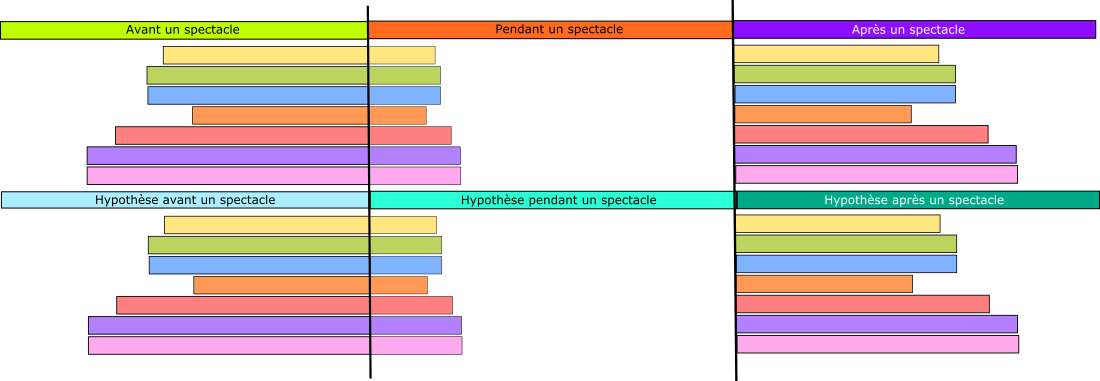 Avant un spectacle
Pendant un spectacle
Après un spectacle
Hypothèse avant un spectacle
Hypothèse pendant un spectacle
Hypothèse après un spectacle